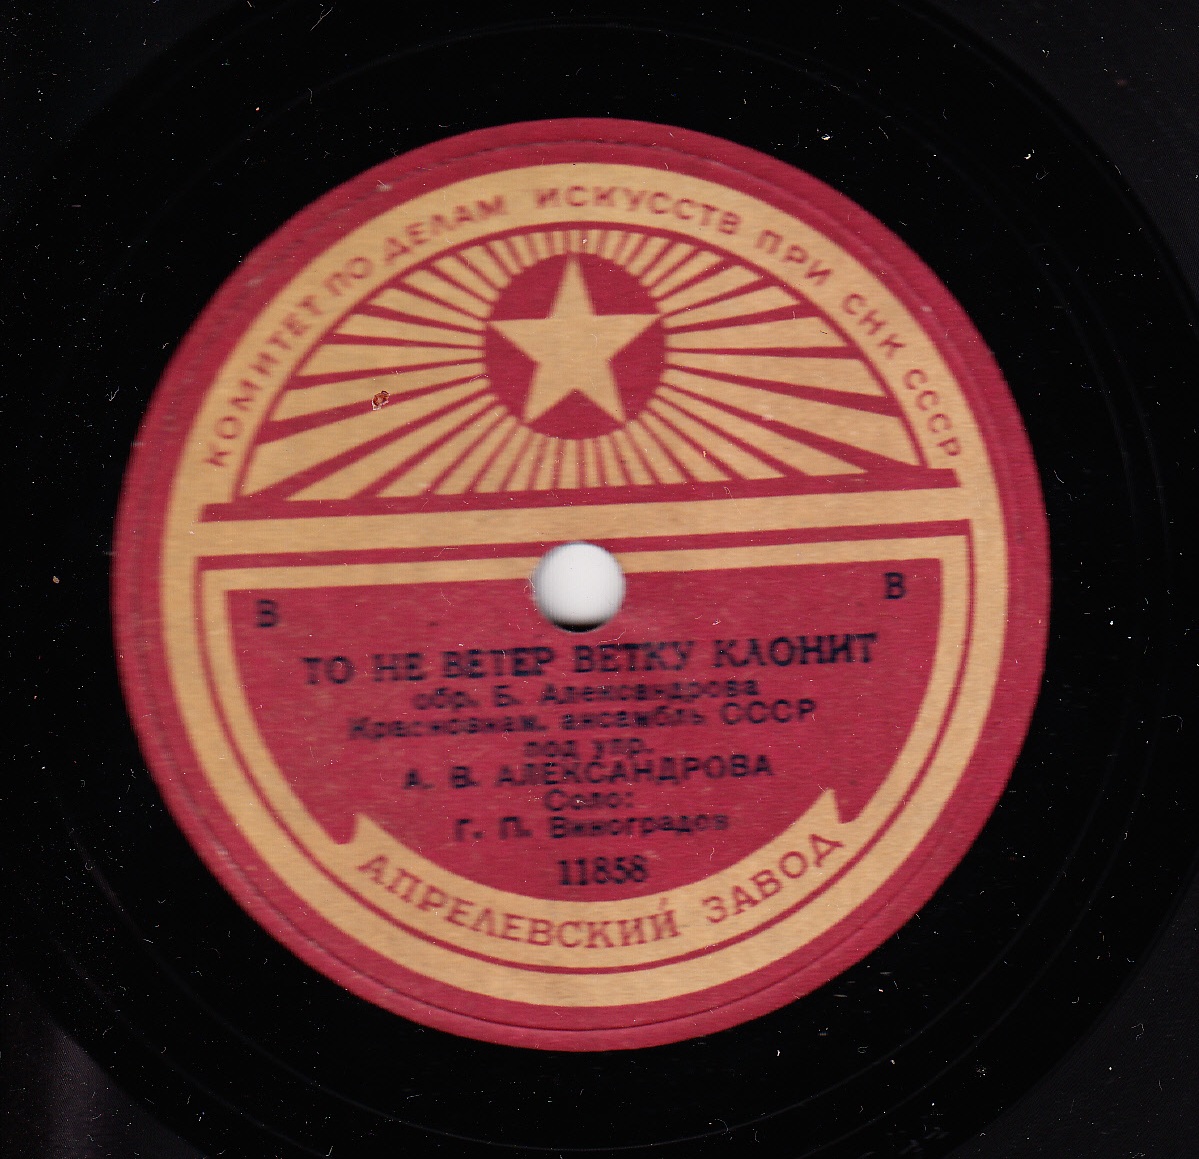 КОМИТЕТ ПО ДЕЛАМ ИСКУССТВ ПРИ СНК СССР
В В
ТО НЕ ВЕТЕР ВЕТКУ КЛОНИТ
обр. Б. Александрова
Краснознам. ансамбль СССР
под упр.
А. В. АЛЕКСАНДРОВА
Соло:
Г. П. Виноградов
11858
АПРЕЛЕВСКИЙ ЗАВОД